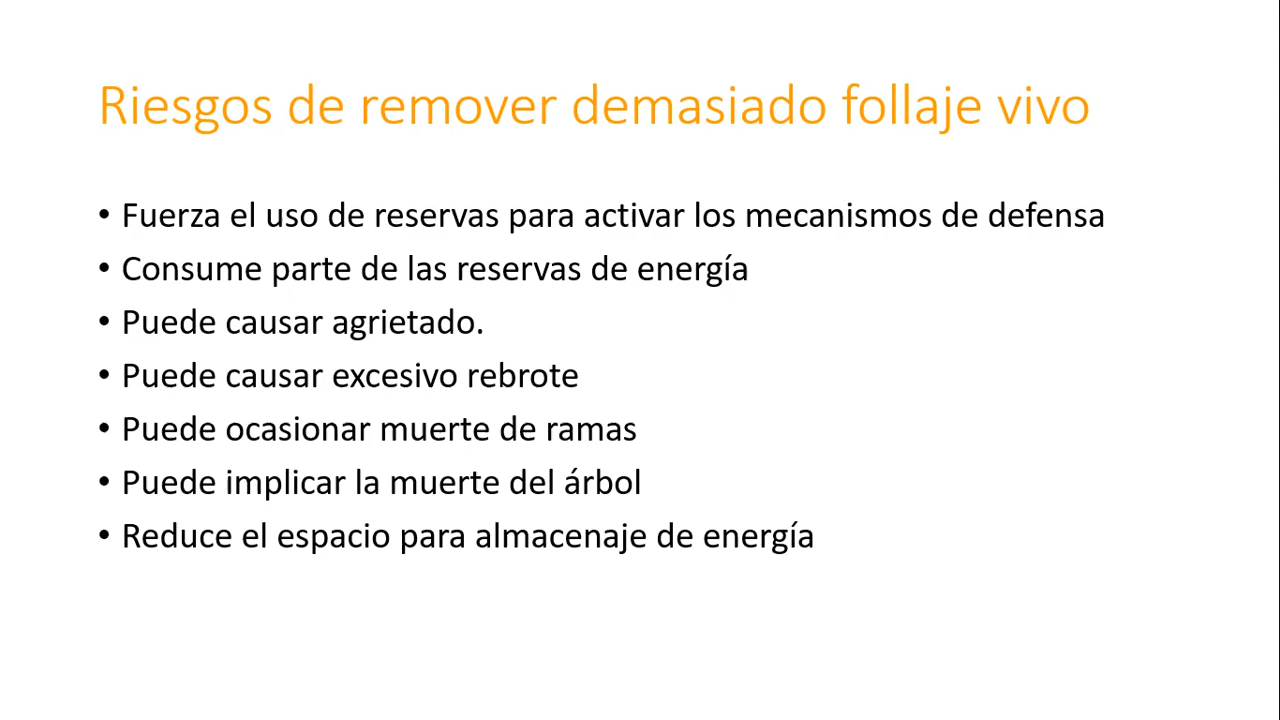 Riesgos de remover demasiado follaje vivo
• Fuerza el uso de reservas para activar los mecanismos de defensa
• Consume parte de las reservas de energía
• Puede causar agrietado.
• Puede causar excesivo rebrote
• Puede ocasionar muerte de ramas
• Puede implicar la muerte del árbol
• Reduce el espacio para almacenaje de energía